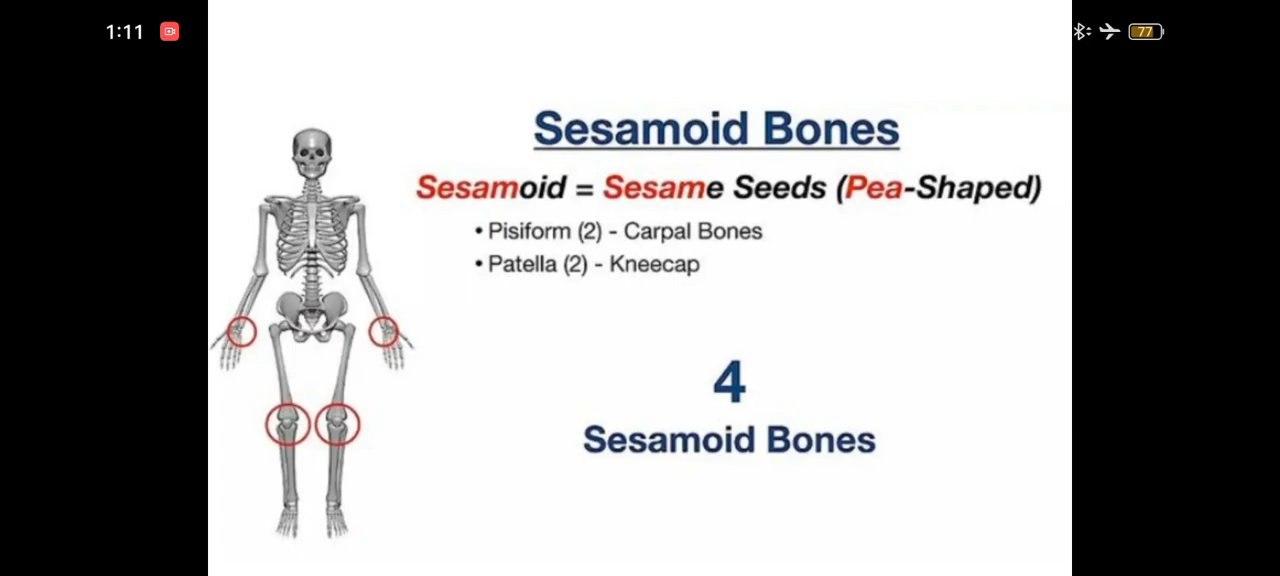 1:11
77
Sesamoid Bones
Sesamoid = Sesame Seeds (Pea-Shaped)
• Pisiform (2) - Carpal Bones
• Patella (2) - Kneecap
4
Sesamoid Bones